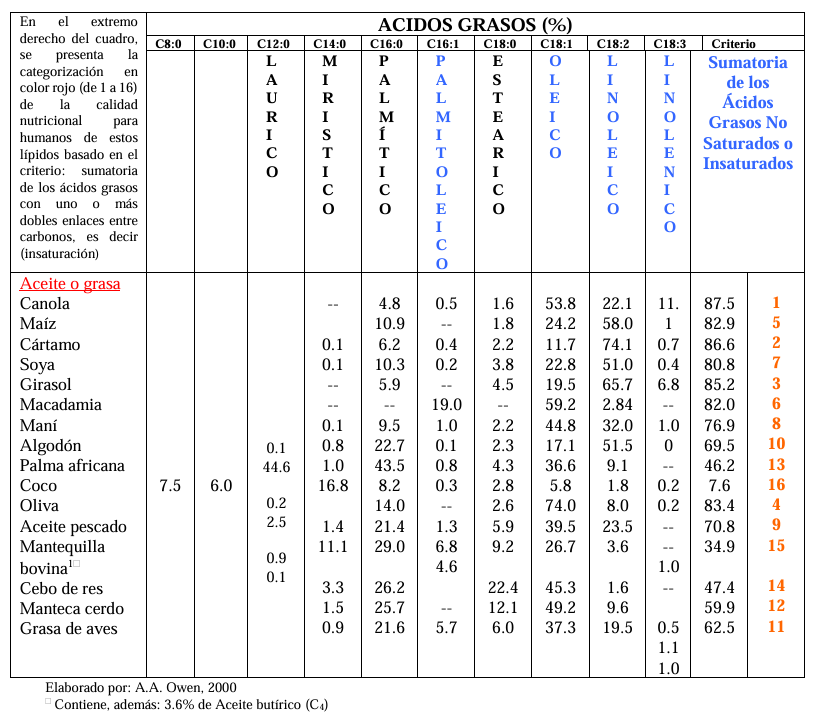 En el extremo
derecho del cuadro,
se presenta la
categorización en
color rojo (de 1 a 16)
de la calidad
nutricional para
humanos de estos
lípidos basado en el
criterio: sumatoria
de los ácidos grasos
con uno o más
dobles enlaces entre
carbonos, es decir
(insaturación)
ACIDOS GRASOS (%)
C8:0 C10:0 C12:0 C14:0 C16:0 C16:1 C18:0 C18:1 C18:2 C18:3 Criterio
LAURICO
MIRISTICO
PALMÍTICO
PALMITOLEICO
ESTEARICO
OLEICO
LINOLEICO
LINOLENICO
Sumatoria
de los
Ácidos
Grasos No
Saturados o
Insaturados
Aceite o grasa
Canola -- 4.8 0.5 1.6 53.8 22.1 11. 87.5 1
Maíz 10.9 -- 1.8 24.2 58.0 1 82.9 5
Cártamo 0.1 6.2 0.4 2.2 11.7 74.1 0.7 86.6 2
Soya 0.1 10.3 0.2 3.8 22.8 51.0 0.4 80.8 7
Girasol -- 5.9 -- 4.5 19.5 65.7 6.8 85.2 3
Macadamia -- -- 19.0 -- 59.2 2.84 -- 82.0 6
Maní 0.1 9.5 1.0 2.2 44.8 32.0 1.0 76.9 8
Algodón 0.1 0.8 22.7 0.1 2.3 17.1 51.5 0 69.5 10
Palma africana 44.6 1.0 43.5 0.8 4.3 36.6 9.1 -- 46.2 13
Coco 7.5 6.0 16.8 8.2 0.3 2.8 5.8 1.8 0.2 7.6 16
Oliva 0.2 14.0 -- 2.6 74.0 8.0 0.2 83.4 4
Aceite pescado 2.5 1.4 21.4 1.3 5.9 39.5 23.5 -- 70.8 9
Mantequilla 11.1 29.0 6.8 9.2 26.7 3.6 -- 34.9 15
bovina¹ 0.9 4.6 1.0
Cebo de res 0.1 3.3 26.2 22.4 45.3 1.6 -- 47.4 14
Manteca cerdo 1.5 25.7 -- 12.1 49.2 9.6 59.9 12
Grasa de aves 0.9 21.6 5.7 6.0 37.3 19.5 0.5 62.5 11
1.1
1.0
Elaborado por: A.A. Owen, 2000
Contiene, además: 3.6% de Aceite butírico (C₄)